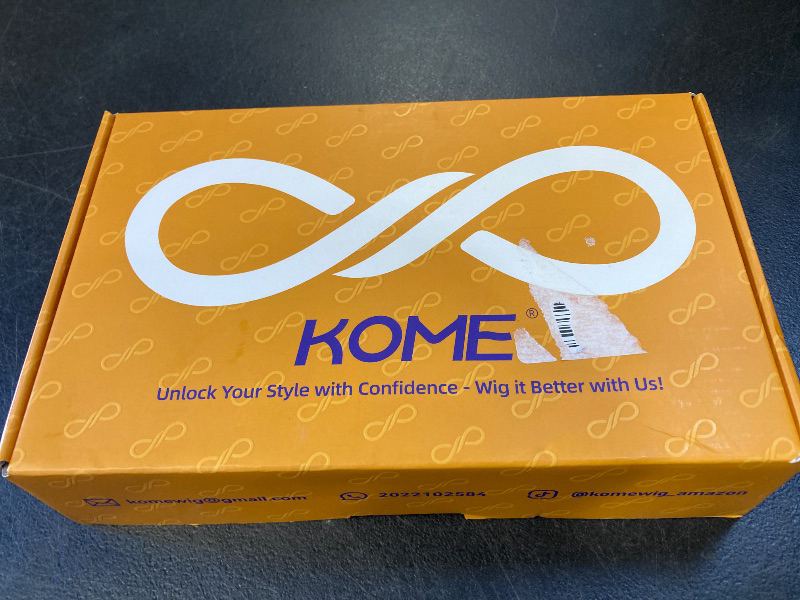 KOME®
Unlock Your Style with Confidence - Wig it Better with Us!
komewig@gmail.com 2022102584 @komewig_amazon